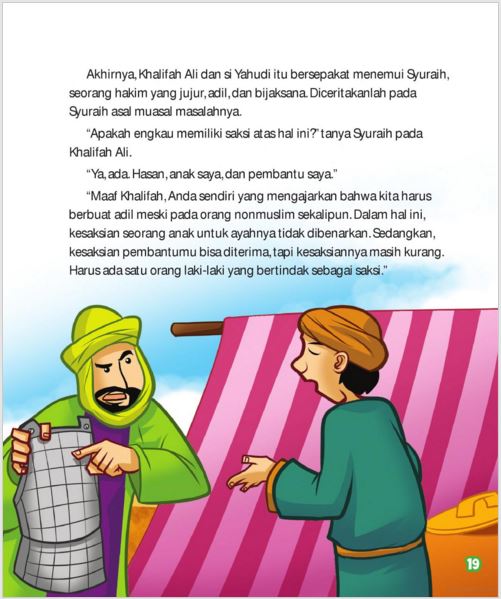 Akhirnya, Khalifah Ali dan si Yahudi itu bersepakat menemui Syuraih,
seorang hakim yang jujur, adil, dan bijaksana. Diceritakanlah pada
Syuraih asal muasal masalahnya.
"Apakah engkau memiliki saksi atas hal ini?" tanya Syuraih pada
Khalifah Ali.
"Ya, ada. Hasan, anak saya, dan pembantu saya."
"Maaf Khalifah, Anda sendiri yang mengajarkan bahwa kita harus
berbuat adil meski pada orang nonmuslim sekalipun. Dalam hal ini,
kesaksian seorang anak untuk ayahnya tidak dibenarkan. Sedangkan,
kesaksian pembantumu bisa diterima, tapi kesaksiannya masih kurang.
Harus ada satu orang laki-laki yang bertindak sebagai saksi."
19